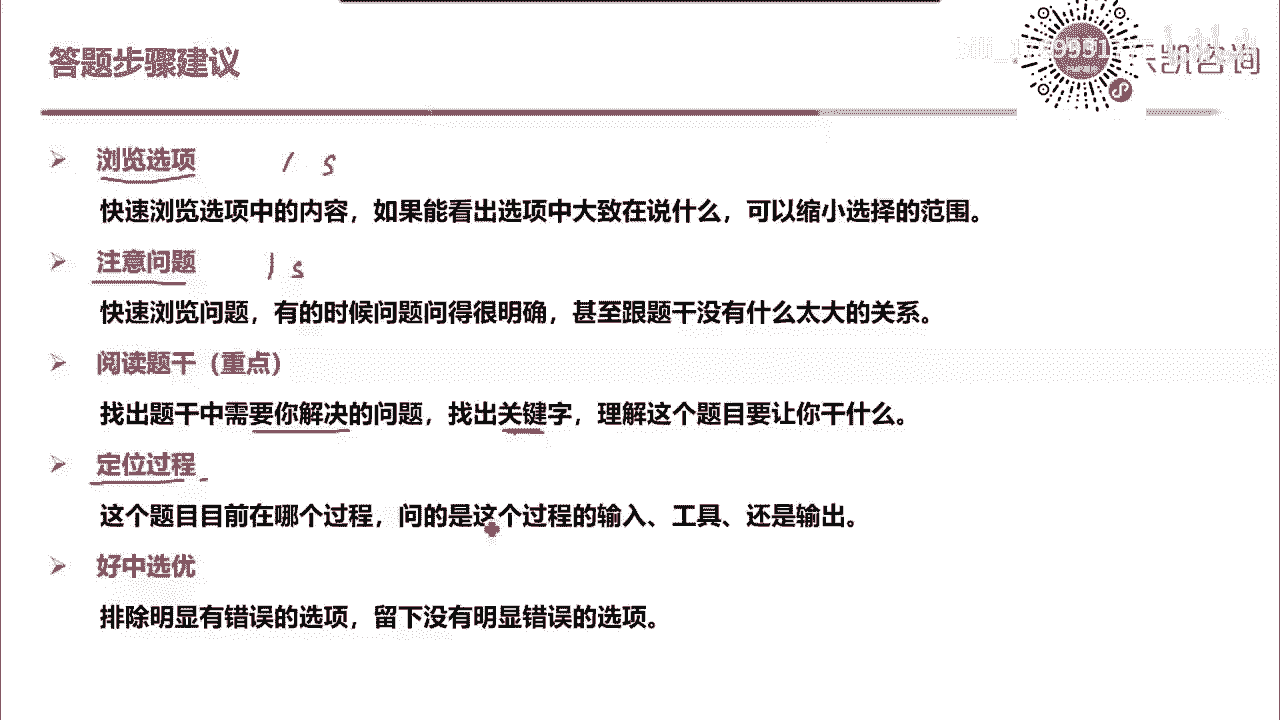 答题步骤建议
凯咨询
浏览选项 1 s
快速浏览选项中的内容，如果能看出选项中大致在说什么，可以缩小选择的范围。
注意问题 1 s
快速浏览问题，有的时候问题问得很明确，甚至跟题干没有什么太大的关系。
阅读题干（重点）
找出题干中需要你解决的问题，找出关键字，理解这个题目要让你干什么。
定位过程
这个题目目前在哪个过程，问的是这个过程的输入、工具、还是输出。
好中选优
排除明显有错误的选项，留下没有明显错误的选项。